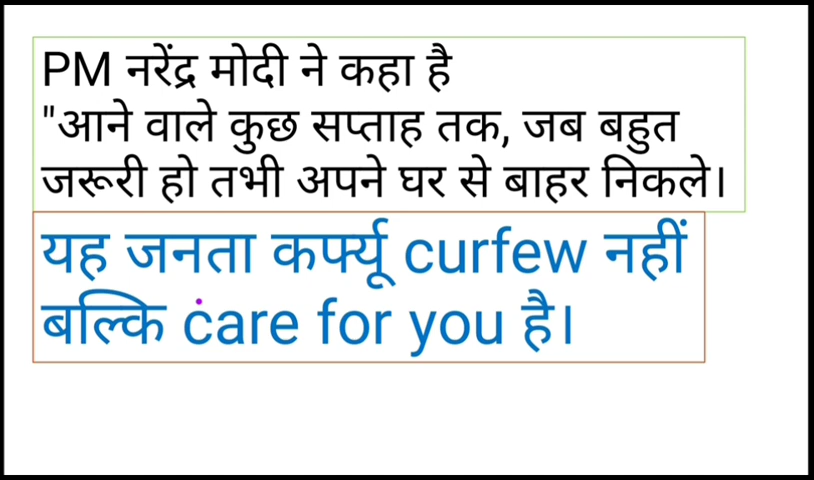 PM नरेंद्र मोदी ने कहा है
"आने वाले कुछ सप्ताह तक, जब बहुत
जरूरी हो तभी अपने घर से बाहर निकले।
यह जनता कर्फ्यू curfew नहीं
बल्कि care for you है।